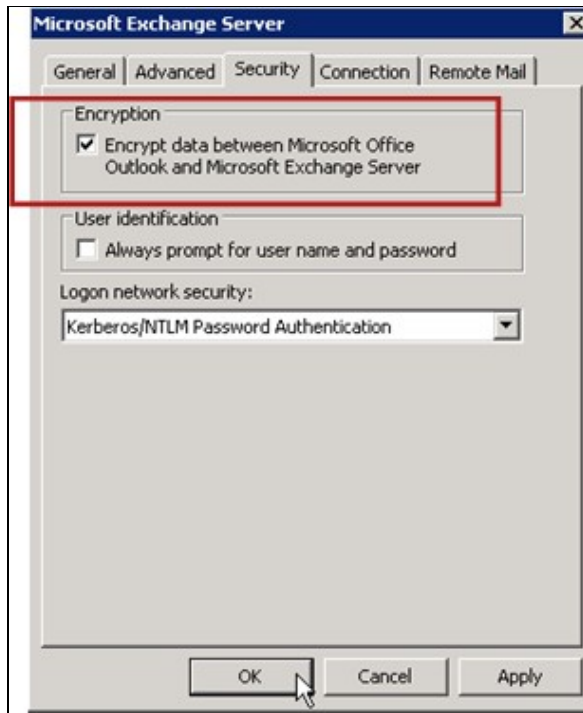 Microsoft Exchange Server
General Advanced Security Connection Remote Mail
Encryption
Encrypt data between Microsoft Office
Outlook and Microsoft Exchange Server
User identification
Always prompt for user name and password
Logon network security:
Kerberos/NTLM Password Authentication
OK Cancel Apply